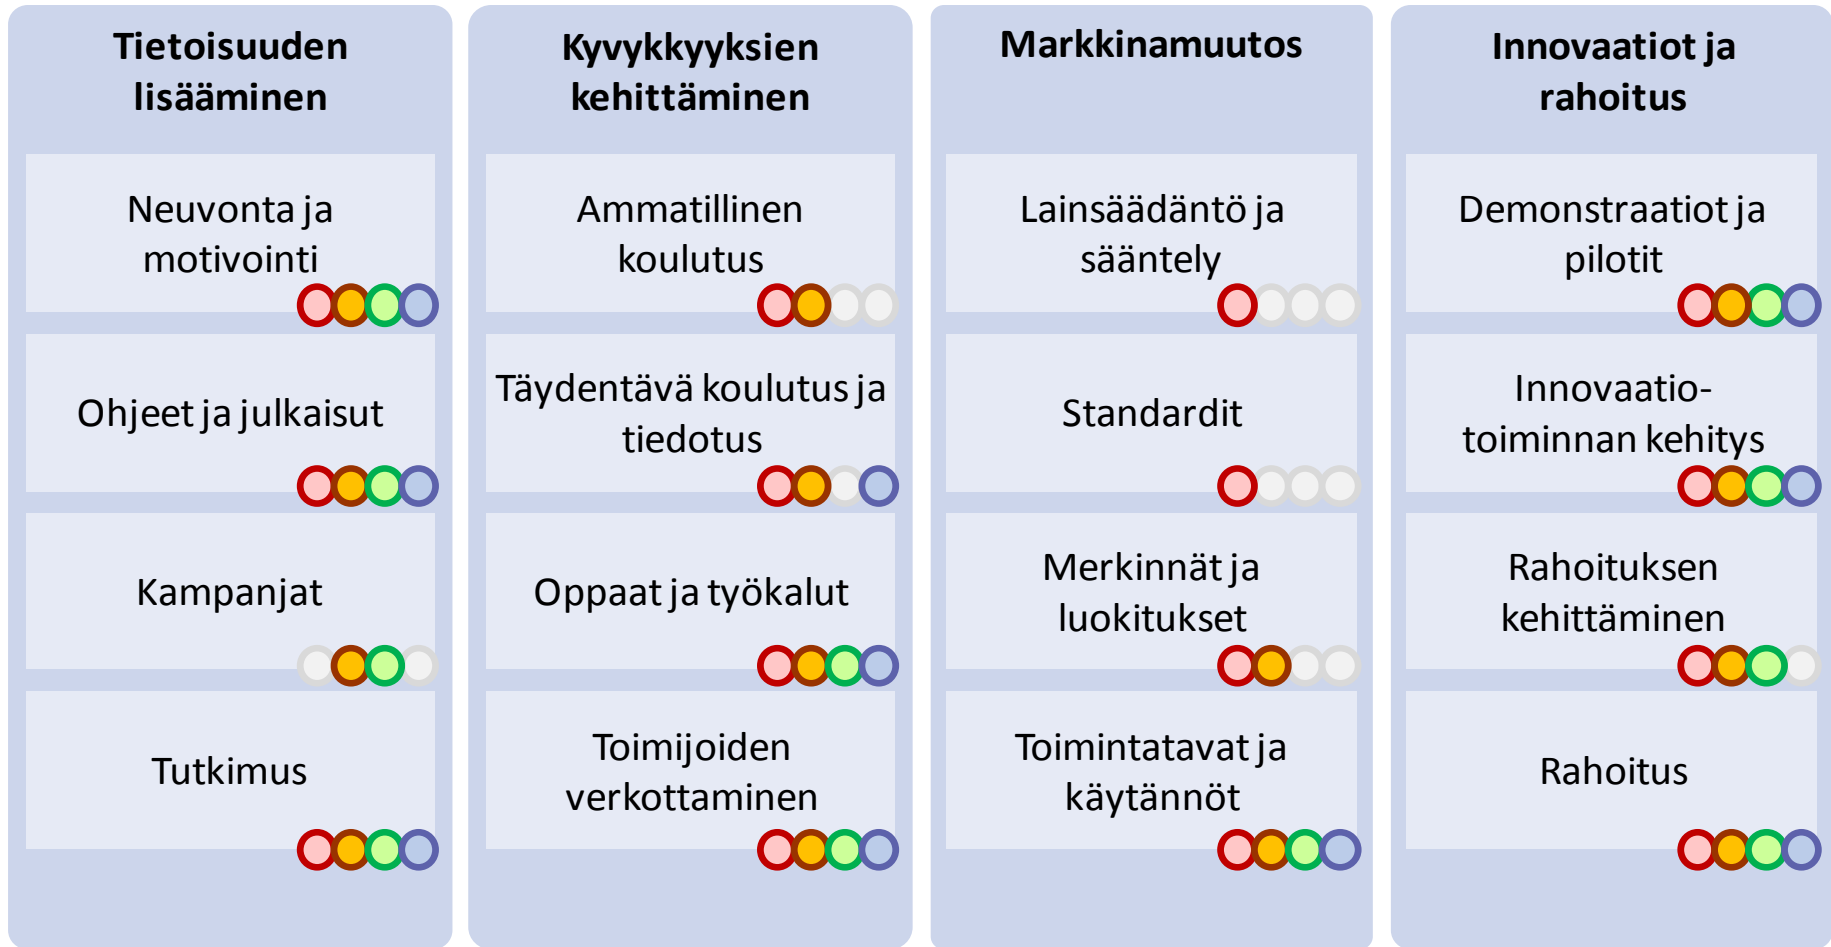 Tietoisuuden
lisääminen
Neuvonta ja
motivointi
Ohjeet ja julkaisut
Kampanjat
Tutkimus
Kyvykkyyksien
kehittäminen
Ammatillinen
koulutus
Täydentävä koulutus ja
tiedotus
Oppaat ja työkalut
Toimijoiden
verkottaminen
Markkinamuutos
Lainsäädäntö ja
sääntely
Standardit
Merkinnät ja
luokitukset
Toimintatavat ja
käytännöt
Innovaatiot ja
rahoitus
Demonstraatiot ja
pilotit
Innovaatio-
toiminnan kehitys
Rahoituksen
kehittäminen
Rahoitus